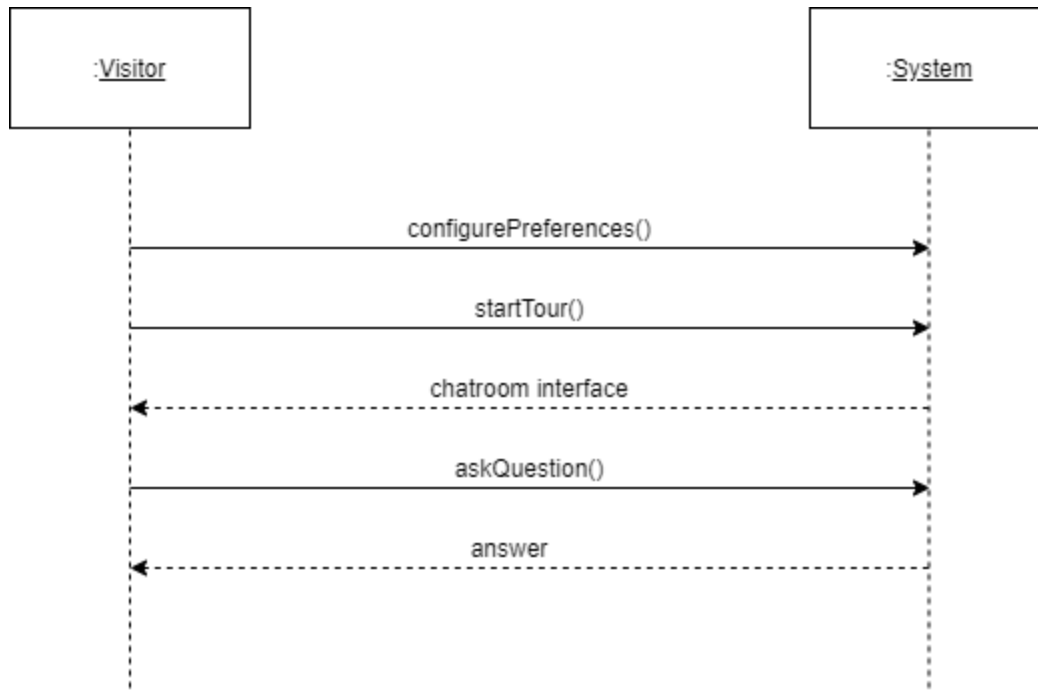 :Visitor
:System
configurePreferences()
startTour()
chatroom interface
askQuestion()
answer